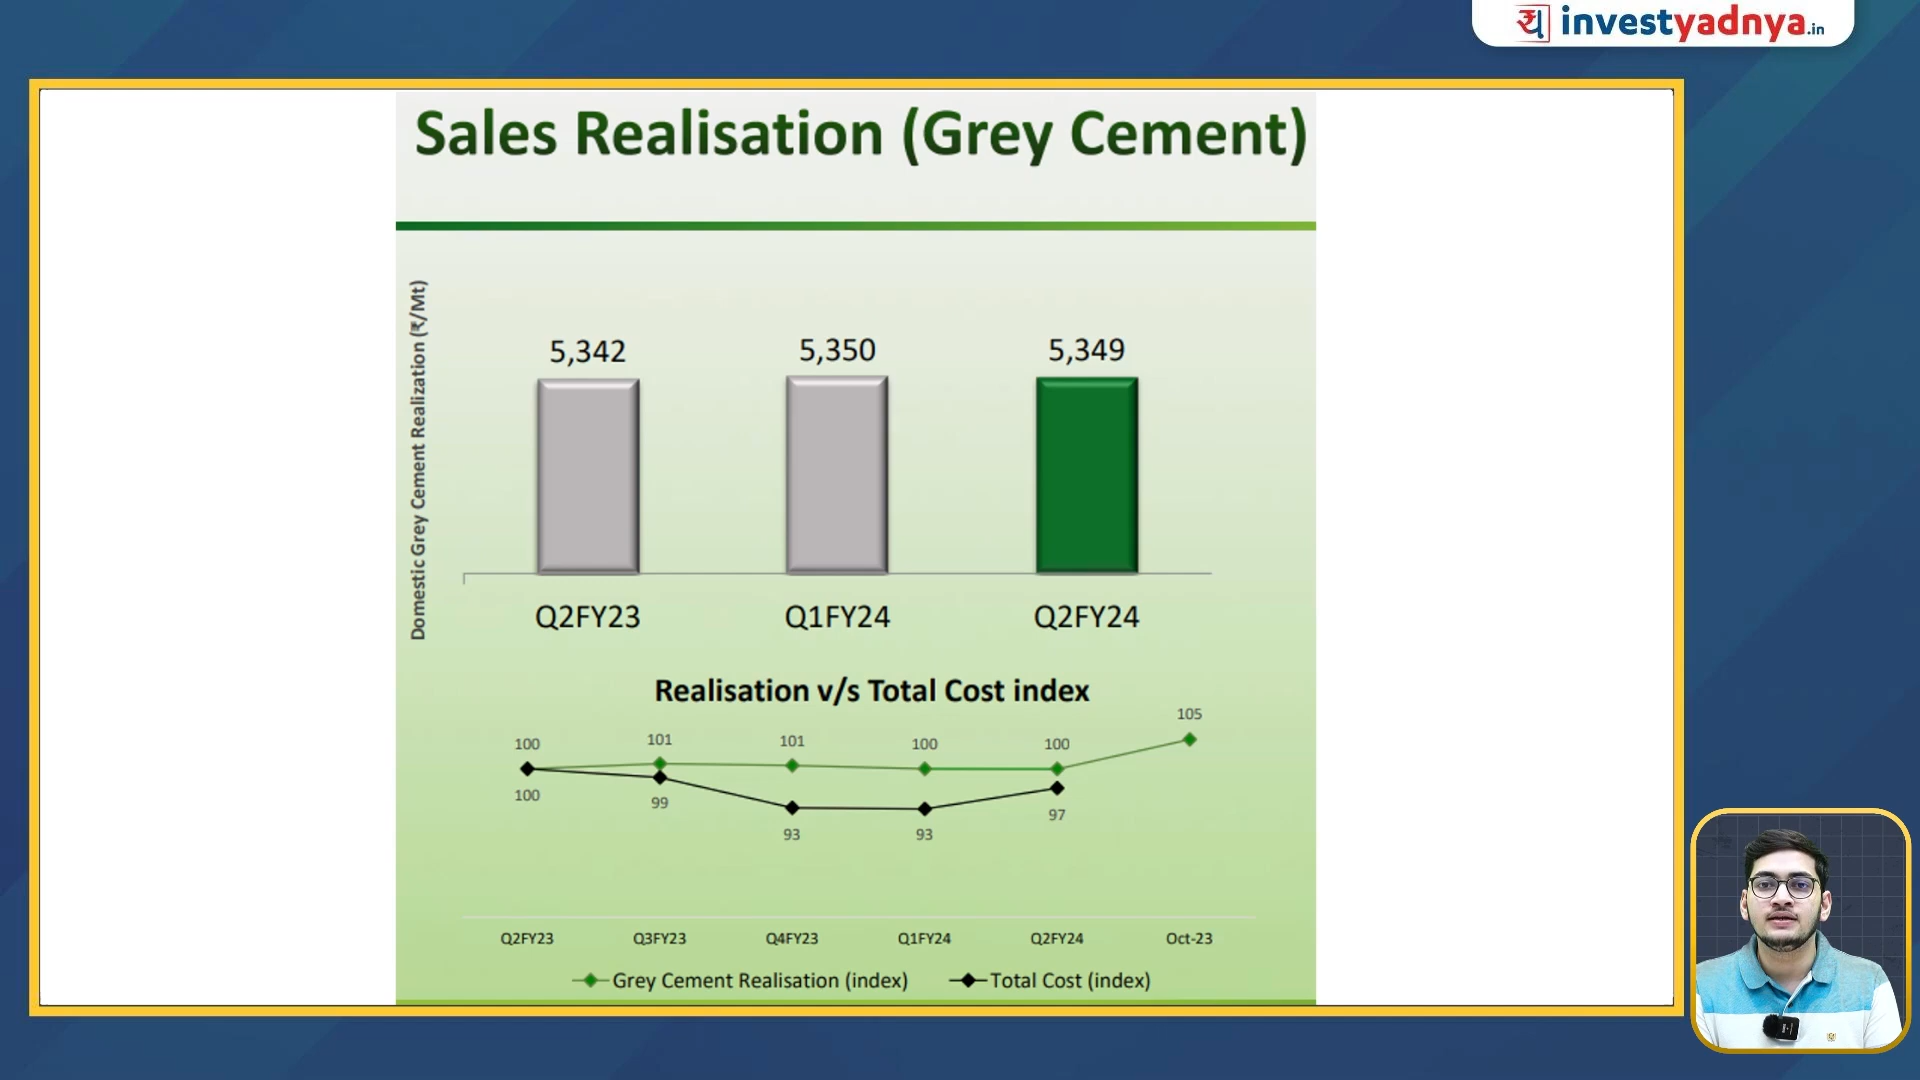 य investyadnya.in
Sales Realisation (Grey Cement)
Domestic Grey Cement Realization (₹/Mt)
5,342 5,350 5,349
Q2FY23 Q1FY24 Q2FY24
Realisation v/s Total Cost index
105
100 101 101 100 100
100 99 93 93 97
Q2FY23 Q3FY23 Q4FY23 Q1FY24 Q2FY24 Oct-23
Grey Cement Realisation (index) Total Cost (index)